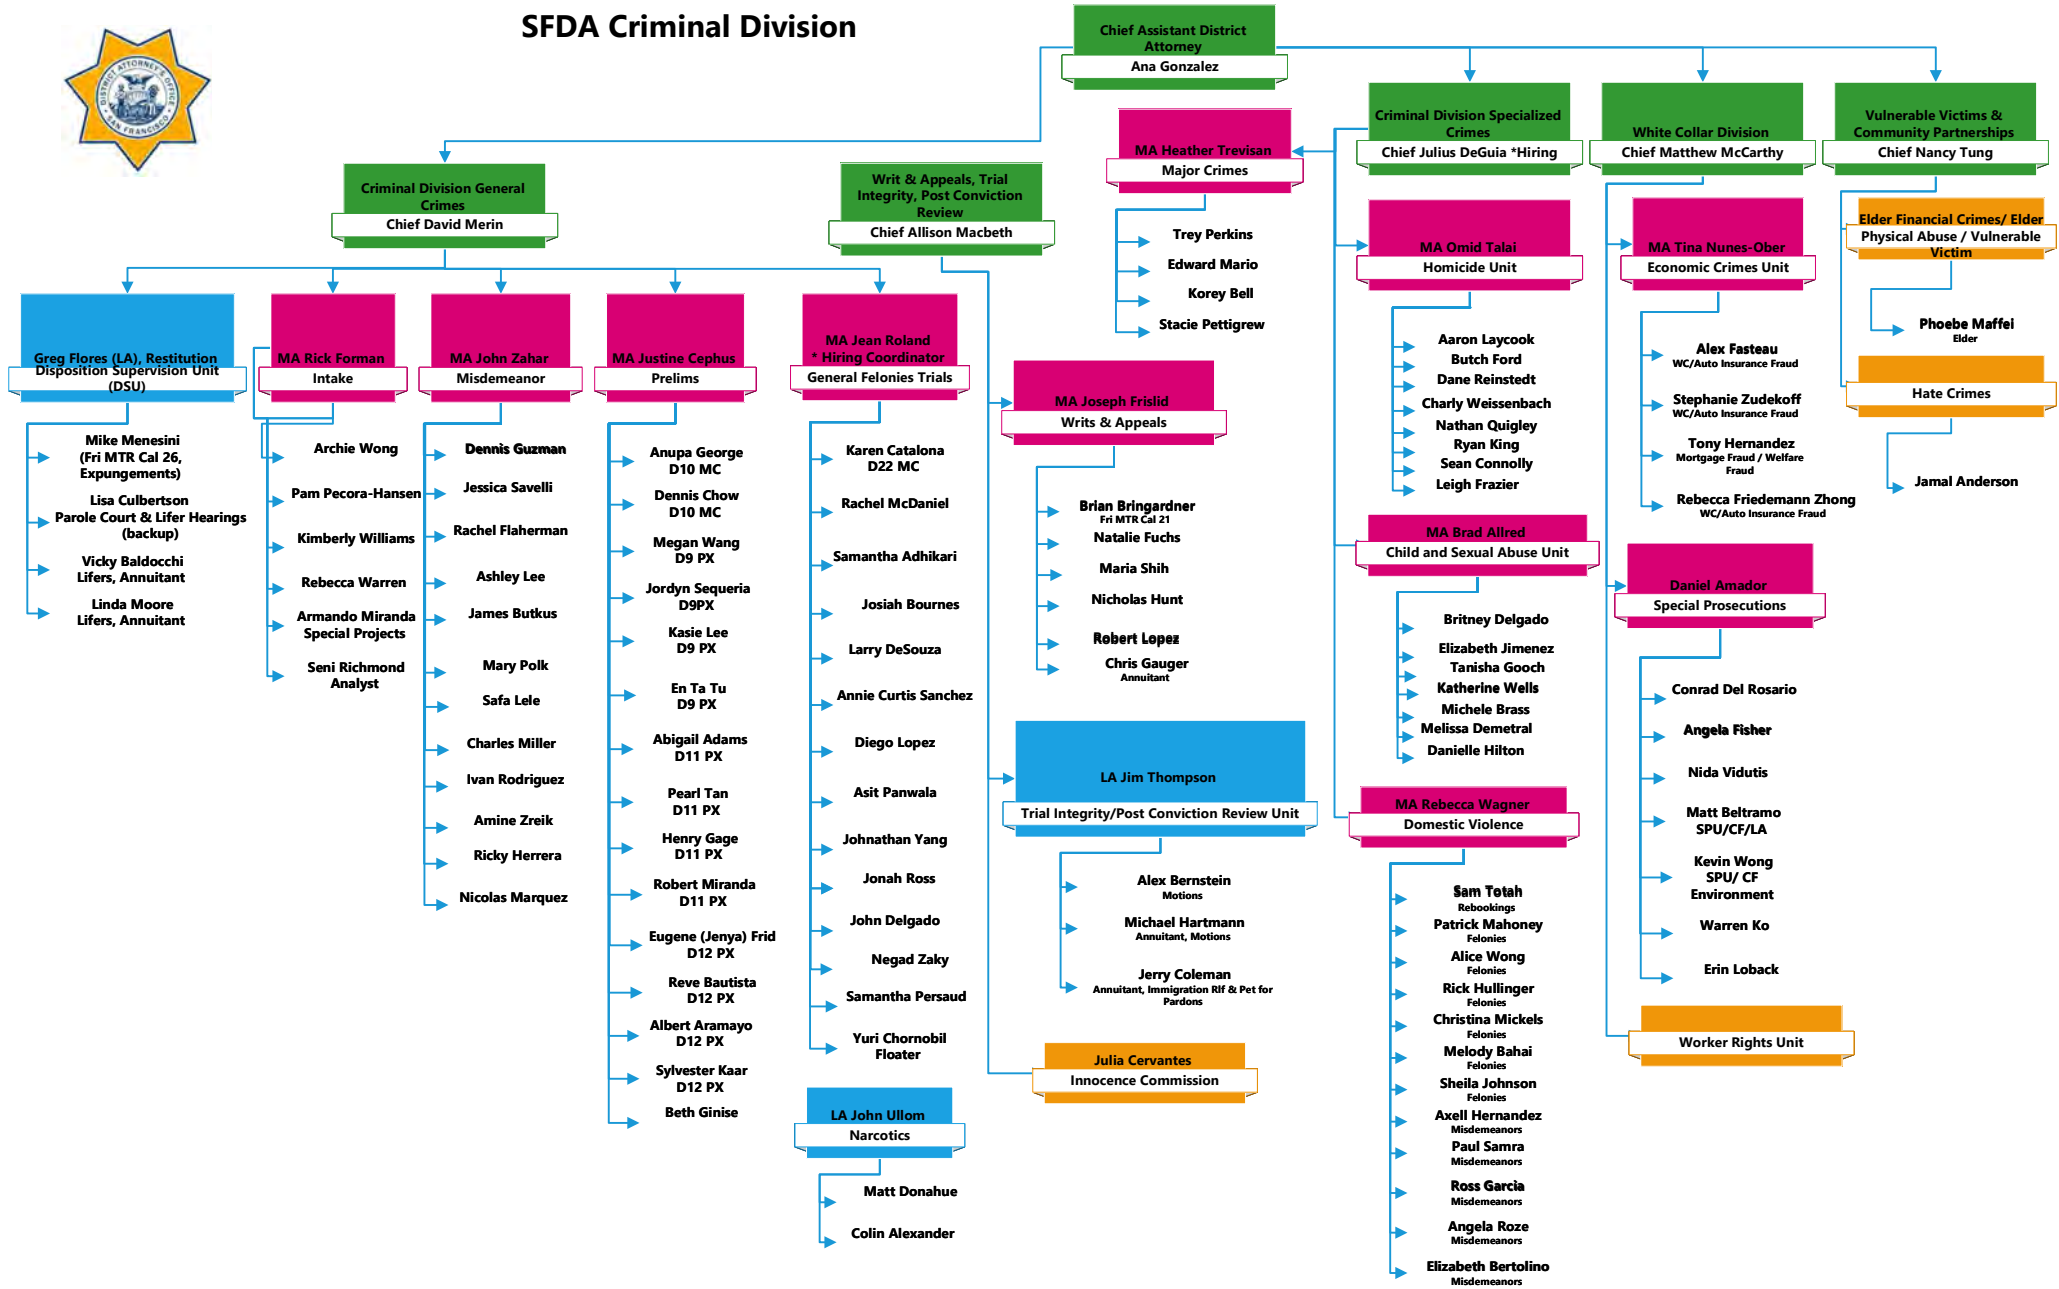 SFDA Criminal Division
DISTRICT ATTORNEY'S OFFICE
SAN FRANCISCO
Chief Assistant District
Attorney
Ana Gonzalez
Criminal Division General
Crimes
Chief David Merin
Writ & Appeals, Trial
Integrity, Post Conviction
Review
Chief Allison Macbeth
MA Heather Trevisan
Major Crimes
Criminal Division Specialized
Crimes
Chief Julius DeGuia *Hiring
White Collar Division
Chief Matthew McCarthy
Vulnerable Victims &
Community Partnerships
Chief Nancy Tung
Greg Flores (LA), Restitution
Disposition Supervision Unit
(DSU)
Mike Menesini
(Fri MTR Cal 26,
Expungements)
Lisa Culbertson
Parole Court & Lifer Hearings
(backup)
Vicky Baldocchi
Lifers, Annuitant
Linda Moore
Lifers, Annuitant
MA Rick Forman
Intake
Archie Wong
Pam Pecora-Hansen
Kimberly Williams
Rebecca Warren
Armando Miranda
Special Projects
Seni Richmond
Analyst
MA John Zahar
Misdemeanor
Dennis Guzman
Jessica Savelli
Rachel Flaherman
Ashley Lee
James Butkus
Mary Polk
Safa Lele
Charles Miller
Ivan Rodriguez
Amine Zreik
Ricky Herrera
Nicolas Marquez
MA Justine Cephus
Prelims
Anupa George
D10 MC
Dennis Chow
D10 MC
Megan Wang
D9 PX
Jordyn Sequeria
D9PX
Kasie Lee
D9 PX
En Ta Tu
D9 PX
Abigail Adams
D11 PX
Pearl Tan
D11 PX
Henry Gage
D11 PX
Robert Miranda
D11 PX
Eugene (Jenya) Frid
D12 PX
Reve Bautista
D12 PX
Albert Aramayo
D12 PX
Sylvester Kaar
D12 PX
Beth Ginise
MA Jean Roland
* Hiring Coordinator
General Felonies Trials
Karen Catalona
D22 MC
Rachel McDaniel
Samantha Adhikari
Josiah Bournes
Larry DeSouza
Annie Curtis Sanchez
Diego Lopez
Asit Panwala
Johnathan Yang
Jonah Ross
John Delgado
Negad Zaky
Samantha Persaud
Yuri Chornobil
Floater
LA John Ullom
Narcotics
Matt Donahue
Colin Alexander
MA Joseph Frislid
Writs & Appeals
Brian Bringardner
Fri MTR Cal 21
Natalie Fuchs
Maria Shih
Nicholas Hunt
Robert Lopez
Chris Gauger
Annuitant
LA Jim Thompson
Trial Integrity/Post Conviction Review Unit
Alex Bernstein
Motions
Michael Hartmann
Annuitant, Motions
Jerry Coleman
Annuitant, Immigration Rlf & Pet for
Pardons
Julia Cervantes
Innocence Commission
Trey Perkins
Edward Mario
Korey Bell
Stacie Pettigrew
MA Omid Talai
Homicide Unit
Aaron Laycook
Butch Ford
Dane Reinstedt
Charly Weissenbach
Nathan Quigley
Ryan King
Sean Connolly
Leigh Frazier
MA Brad Allred
Child and Sexual Abuse Unit
Britney Delgado
Elizabeth Jimenez
Tanisha Gooch
Katherine Wells
Michele Brass
Melissa Demetral
Danielle Hilton
MA Rebecca Wagner
Domestic Violence
Sam Totah
Rebookings
Patrick Mahoney
Felonies
Alice Wong
Felonies
Rick Hullinger
Felonies
Christina Mickels
Felonies
Melody Bahai
Felonies
Sheila Johnson
Felonies
Axell Hernandez
Misdemeanors
Paul Samra
Misdemeanors
Ross Garcia
Misdemeanors
Angela Roze
Misdemeanors
Elizabeth Bertolino
Misdemeanors
MA Tina Nunes-Ober
Economic Crimes Unit
Alex Fasteau
WC/Auto Insurance Fraud
Stephanie Zudekoff
WC/Auto Insurance Fraud
Tony Hernandez
Mortgage Fraud / Welfare
Fraud
Rebecca Friedemann Zhong
WC/Auto Insurance Fraud
Daniel Amador
Special Prosecutions
Conrad Del Rosario
Angela Fisher
Nida Vidutis
Matt Beltramo
SPU/CF/LA
Kevin Wong
SPU/ CF
Environment
Warren Ko
Erin Loback
Worker Rights Unit
Elder Financial Crimes/ Elder
Physical Abuse / Vulnerable
Victim
Phoebe Maffei
Elder
Hate Crimes
Jamal Anderson